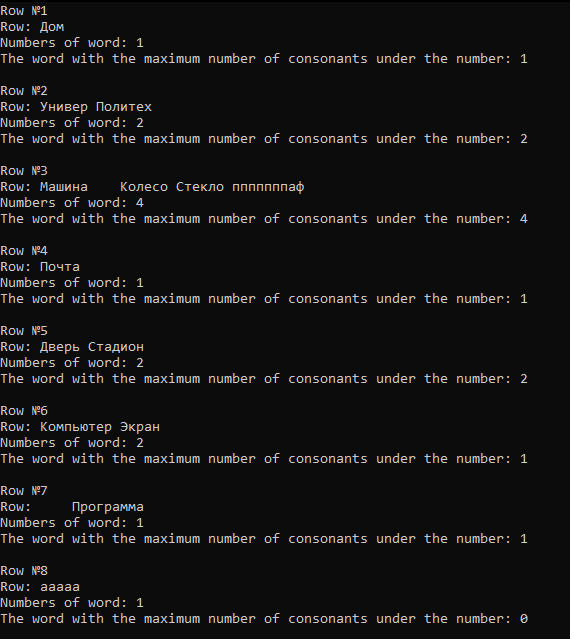 Row №1
Row: Дом
Numbers of word: 1
The word with the maximum number of consonants under the number: 1
Row №2
Row: Универ Политех
Numbers of word: 2
The word with the maximum number of consonants under the number: 2
Row №3
Row: Машина    Колесо Стекло пппппппаф
Numbers of word: 4
The word with the maximum number of consonants under the number: 4
Row №4
Row: Почта
Numbers of word: 1
The word with the maximum number of consonants under the number: 1
Row №5
Row: Дверь Стадион
Numbers of word: 2
The word with the maximum number of consonants under the number: 2
Row №6
Row: Компьютер Экран
Numbers of word: 2
The word with the maximum number of consonants under the number: 1
Row №7
Row:     Программа
Numbers of word: 1
The word with the maximum number of consonants under the number: 1
Row №8
Row: ааааа
Numbers of word: 1
The word with the maximum number of consonants under the number: 0